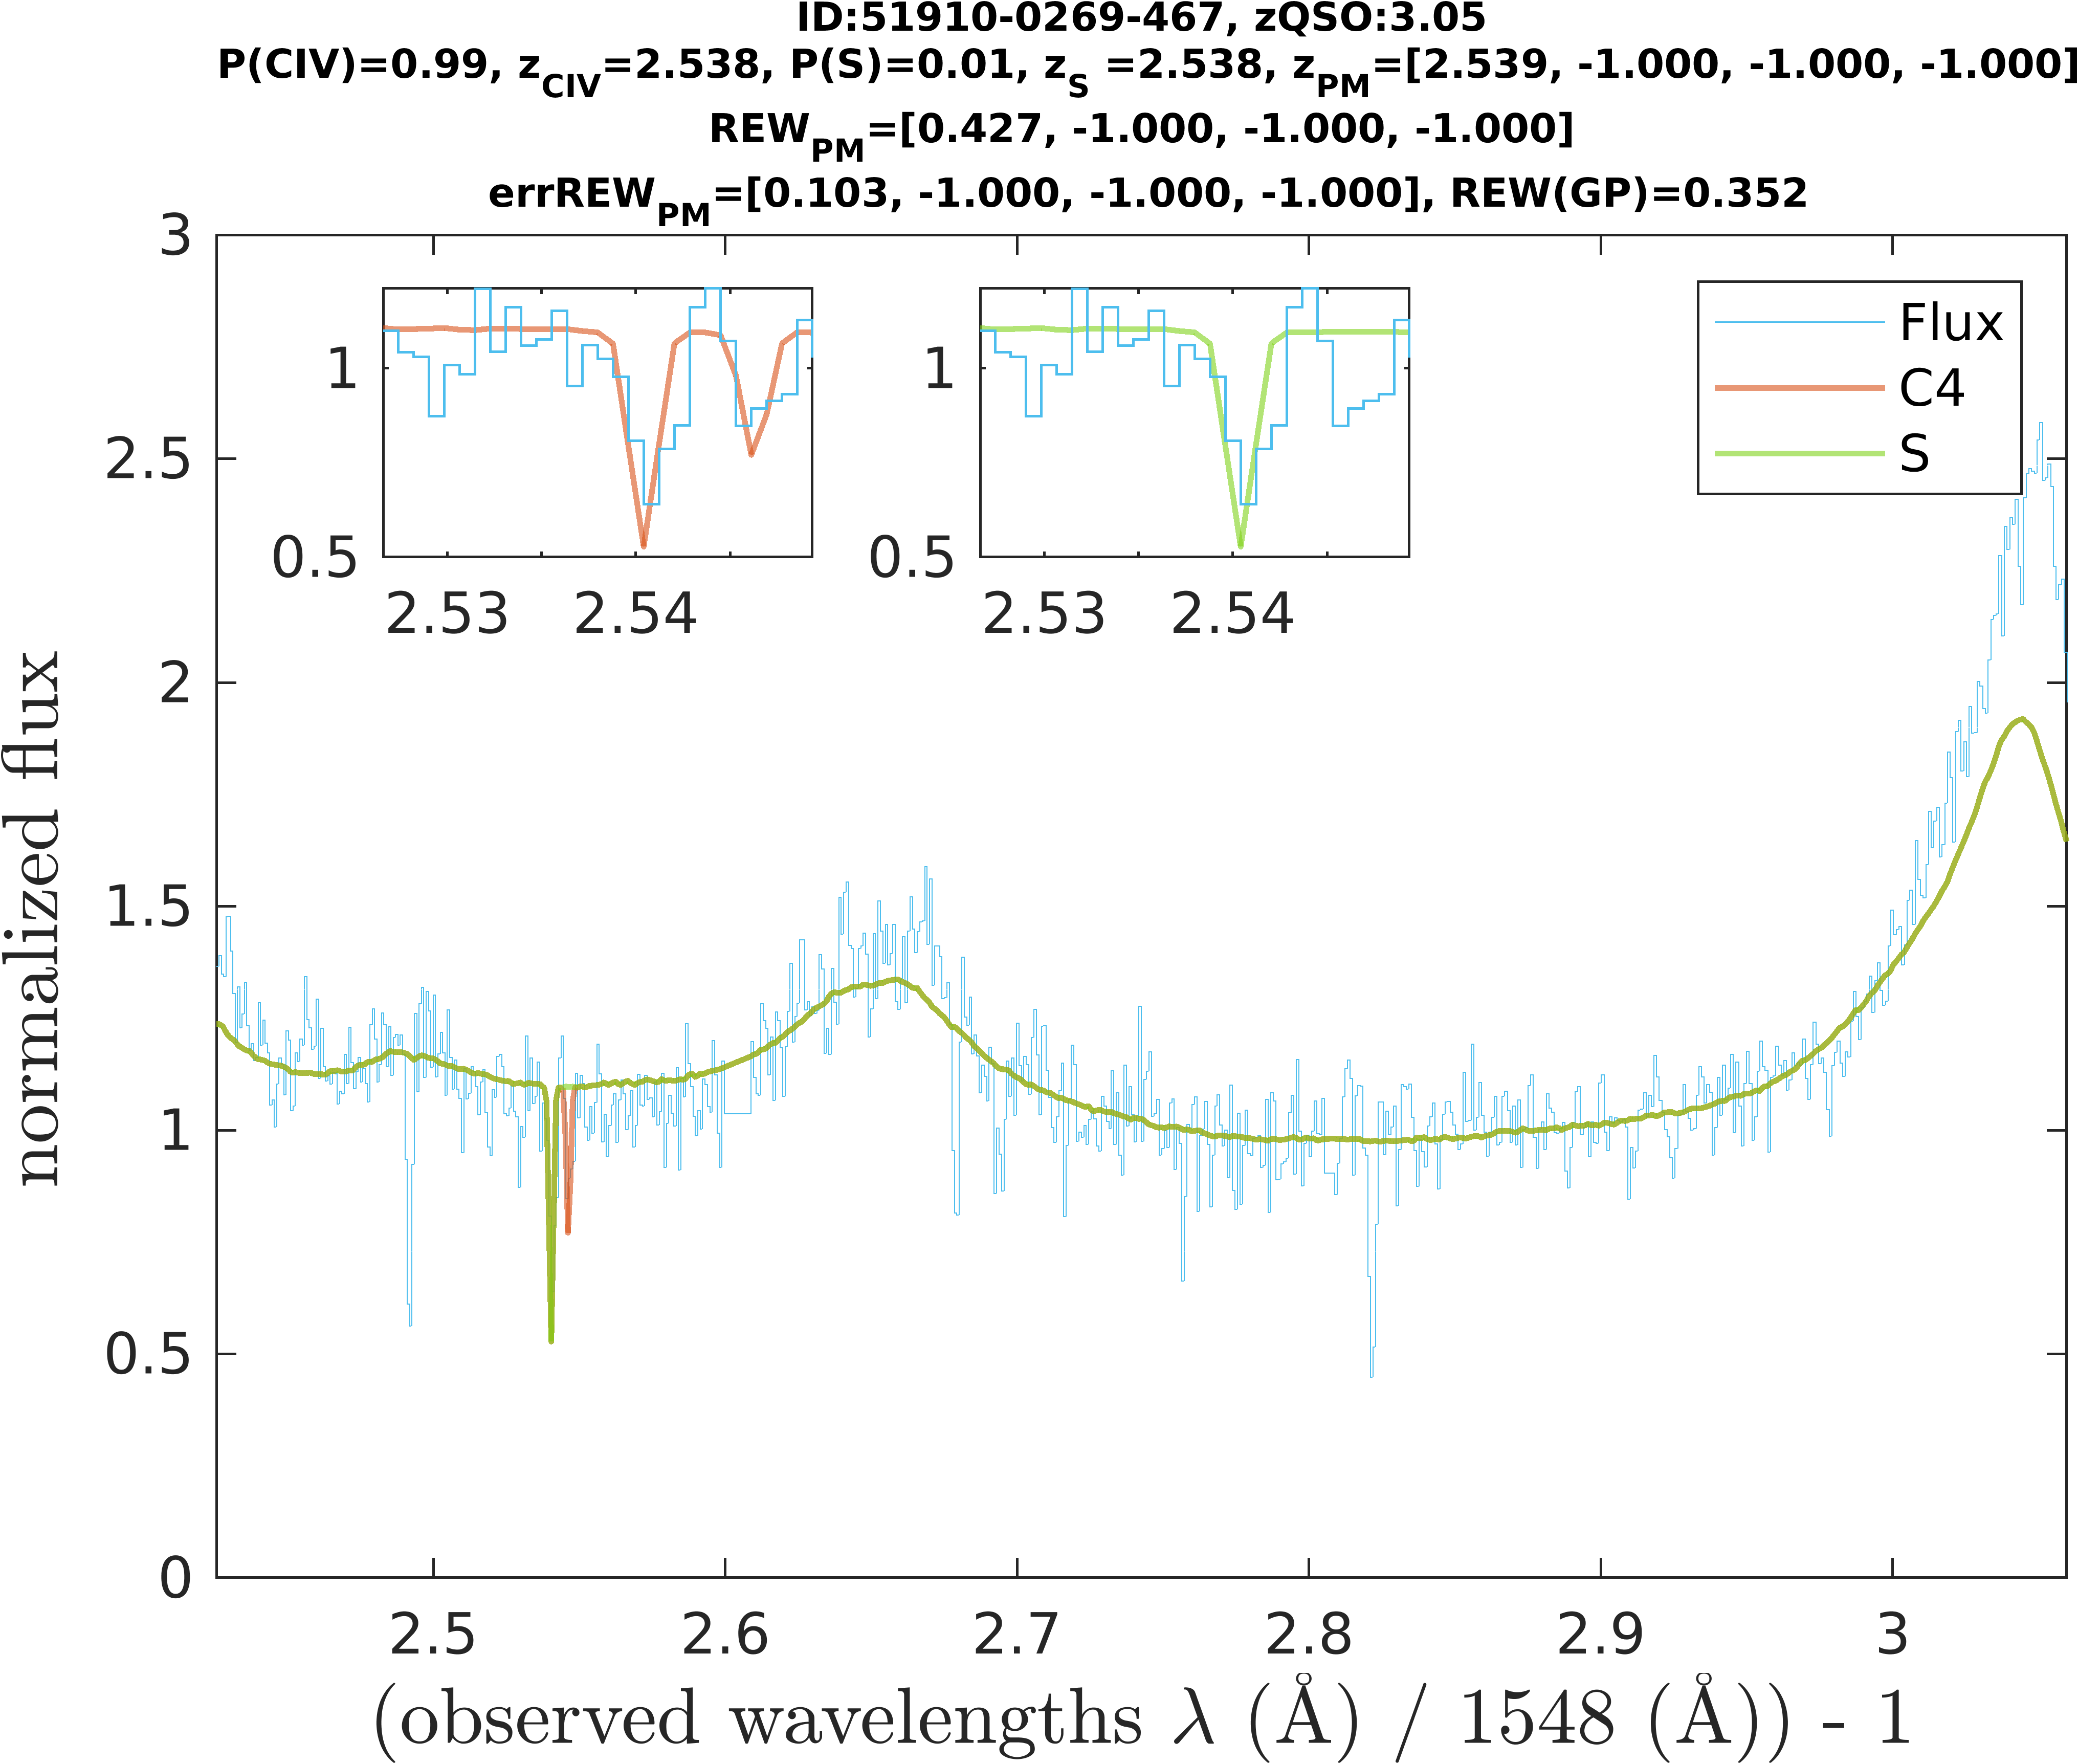 ID:51910-0269-467, zQSO:3.05
P(CIV)=0.99, zCIV=2.538, P(S)=0.01, zS =2.538, zPM=[2.539, -1.000, -1.000, -1.000]
REWPM=[0.427, -1.000, -1.000, -1.000]
errREWPM=[0.103, -1.000, -1.000, -1.000], REW(GP)=0.352
3
2.5
2
1.5
1
0.5
0
normalized flux
1
0.5
2.53 2.54
1
0.5
2.53 2.54
Flux
C4
S
2.5 2.6 2.7 2.8 2.9 3
(observed wavelengths λ (Å) / 1548 (Å)) - 1